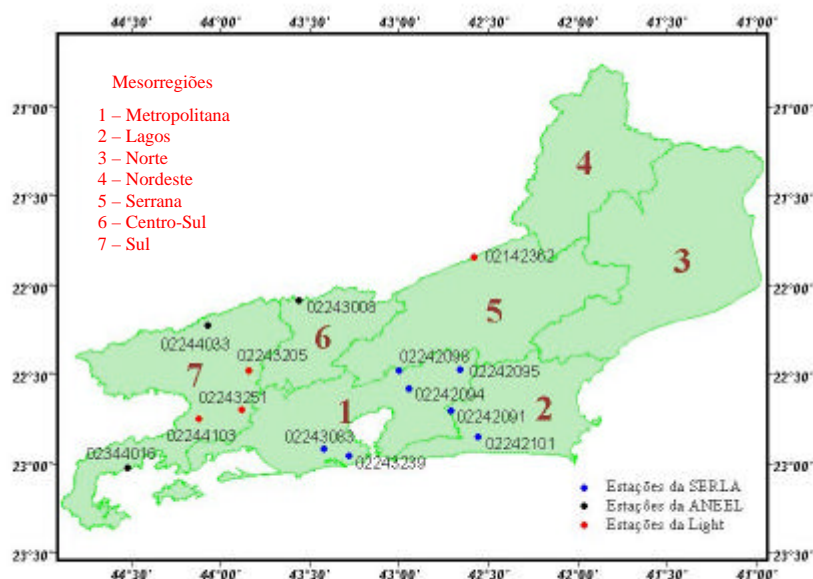 44°30' 44°00' 43°30' 43°00' 42°30' 42°00' 41°30' 41°00'
21°00' 21°00'
21°30' 21°30'
22°00' 22°00'
22°30' 22°30'
23°00' 23°00'
23°30' 23°30'
44°30' 44°00' 43°30' 43°00' 42°30' 42°00' 41°30' 41°00'
Mesorregiões
1 – Metropolitana
2 – Lagos
3 – Norte
4 – Nordeste
5 – Serrana
6 – Centro-Sul
7 – Sul
4
3
02142362
5
02243008
6
02244033
02243205
02242098
02242095
7
02242094
02243251
1
02242091
2
02244103
02243083
02242101
02344016
02243239
Estações da SERLA
Estações da ANEEL
Estações da Light